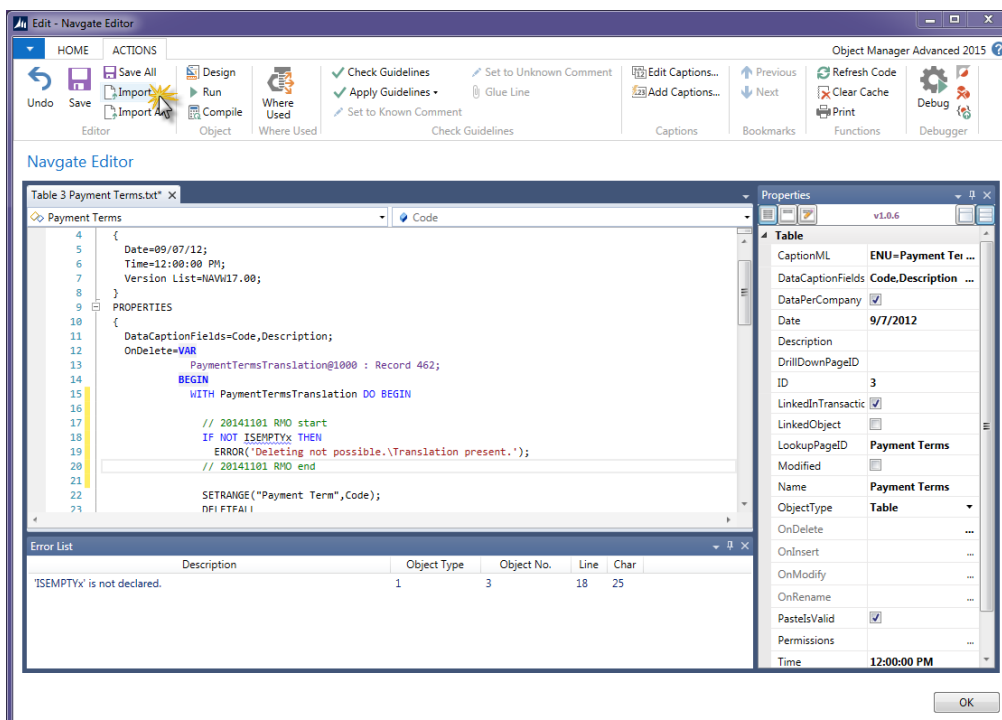 Edit - Navgate Editor
HOME ACTIONS Object Manager Advanced 2015
Undo
Save
Save All
Import
Import As
Editor
Design
Run
Compile
Object
Where Used
Where Used
Check Guidelines
Apply Guidelines
Set to Known Comment
Set to Unknown Comment
Glue Line
Check Guidelines
Edit Captions...
Add Captions...
Captions
Previous
Next
Bookmarks
Refresh Code
Clear Cache
Print
Functions
Debug
Debugger
Navgate Editor
Table 3 Payment Terms.txt*
Payment Terms Code
4 {
5 Date=09/07/12;
6 Time=12:00:00 PM;
7 Version List=NAVW17.00;
8 }
9 PROPERTIES
10 {
11 DataCaptionFields=Code,Description;
12 OnDelete=VAR
13 PaymentTermsTranslation@1000 : Record 462;
14 BEGIN
15 WITH PaymentTermsTranslation DO BEGIN
16
17 // 20141101 RMO start
18 IF NOT ISEMPTYx THEN
19 ERROR('Deleting not possible.\Translation present.');
20 // 20141101 RMO end
21
22 SETRANGE("Payment Term",Code);
23 DELETEALL
Error List
Description Object Type Object No. Line Char
'ISEMPTYx' is not declared. 1 3 18 25
Properties
v1.0.6
Table
CaptionML ENU=Payment Ter ...
DataCaptionFields Code,Description ...
DataPerCompany
Date 9/7/2012
Description
DrillDownPageID
ID 3
LinkedInTransactic
LinkedObject
LookupPageID Payment Terms
Modified
Name Payment Terms
ObjectType Table
OnDelete ...
OnInsert ...
OnModify ...
OnRename ...
PasteIsValid
Permissions ...
Time 12:00:00 PM
OK